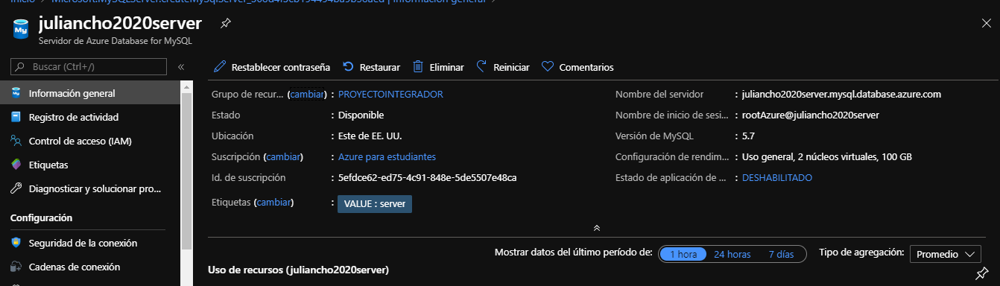 Inicio
juliancho2020server
Servidor de Azure Database for MySQL
Buscar (Ctrl+/)
Información general
Registro de actividad
Control de acceso (IAM)
Etiquetas
Diagnosticar y solucionar pro...
Configuración
Seguridad de la conexión
Cadenas de conexión
Restablecer contraseña
Restaurar
Eliminar
Reiniciar
Comentarios
Grupo de recur... (cambiar) : PROYECTOINTEGRADOR
Estado : Disponible
Ubicación : Este de EE. UU.
Suscripción (cambiar) : Azure para estudiantes
Id. de suscripción : 5efdce62-ed75-4c91-848e-5de5507e48ca
Etiquetas (cambiar) : VALUE : server
Nombre del servidor : juliancho2020server.mysql.database.azure.com
Nombre de inicio de sesi... : rootAzure@juliancho2020server
Versión de MySQL : 5.7
Configuración de rendim... : Uso general, 2 núcleos virtuales, 100 GB
Estado de aplicación de ... : DESHABILITADO
Mostrar datos del último período de: 1 hora 24 horas 7 días Tipo de agregación: Promedio
Uso de recursos (juliancho2020server)